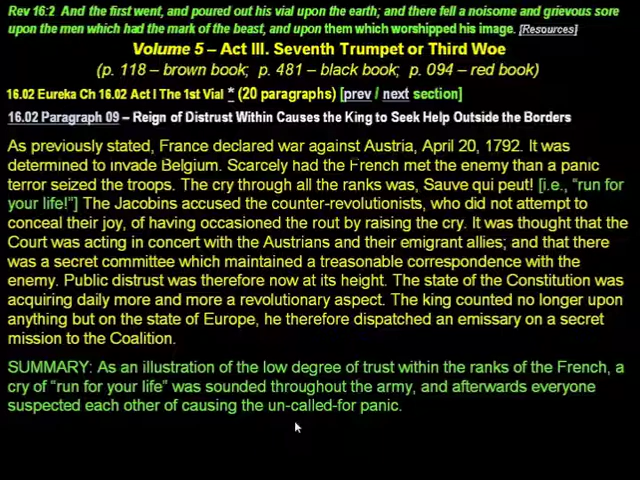 Rev 16:2 And the first went, and poured out his vial upon the earth; and there fell a noisome and grievous sore
upon the men which had the mark of the beast, and upon them which worshipped his image. [Resources]
Volume 5 – Act III. Seventh Trumpet or Third Woe
(p. 118 – brown book; p. 481 – black book; p. 094 – red book)
16.02 Eureka Ch 16.02 Act I The 1st Vial * (20 paragraphs) [prev / next section]
16.02 Paragraph 09 – Reign of Distrust Within Causes the King to Seek Help Outside the Borders
As previously stated, France declared war against Austria, April 20, 1792. It was
determined to invade Belgium. Scarcely had the French met the enemy than a panic
terror seized the troops. The cry through all the ranks was, Sauve qui peut! [i.e., “run for
your life!”] The Jacobins accused the counter-revolutionists, who did not attempt to
conceal their joy, of having occasioned the rout by raising the cry. It was thought that the
Court was acting in concert with the Austrians and their emigrant allies; and that there
was a secret committee which maintained a treasonable correspondence with the
enemy. Public distrust was therefore now at its height. The state of the Constitution was
acquiring daily more and more a revolutionary aspect. The king counted no longer upon
anything but on the state of Europe, he therefore dispatched an emissary on a secret
mission to the Coalition.
SUMMARY: As an illustration of the low degree of trust within the ranks of the French, a
cry of “run for your life” was sounded throughout the army, and afterwards everyone
suspected each other of causing the un-called-for panic.